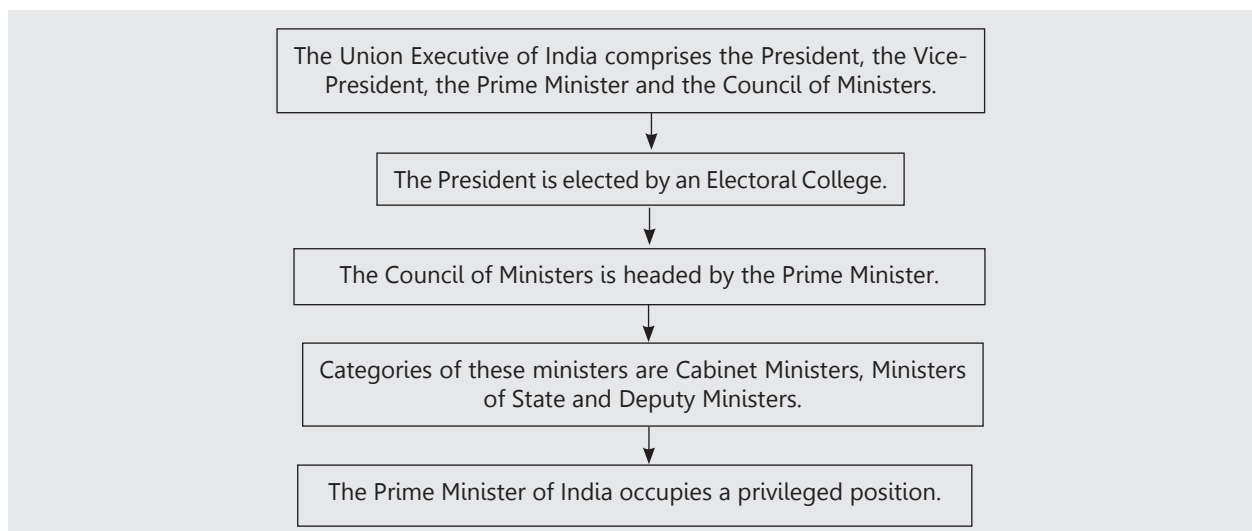 The Union Executive of India comprises the President, the Vice-
President, the Prime Minister and the Council of Ministers.
The President is elected by an Electoral College.
The Council of Ministers is headed by the Prime Minister.
Categories of these ministers are Cabinet Ministers, Ministers
of State and Deputy Ministers.
The Prime Minister of India occupies a privileged position.